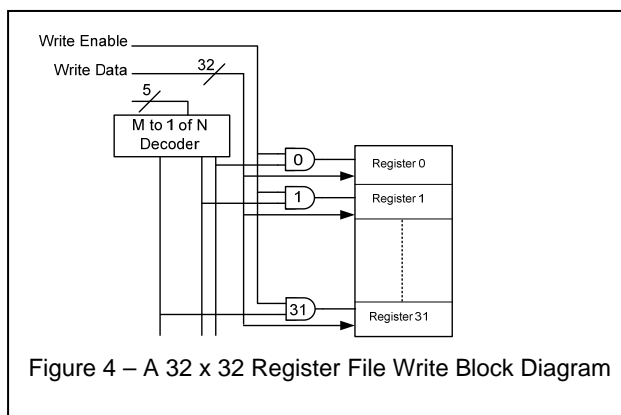 Write Enable
Write Data
32
5
M to 1 of N
Decoder
0
Register 0
1
Register 1
31
Register 31
Figure 4 – A 32 x 32 Register File Write Block Diagram